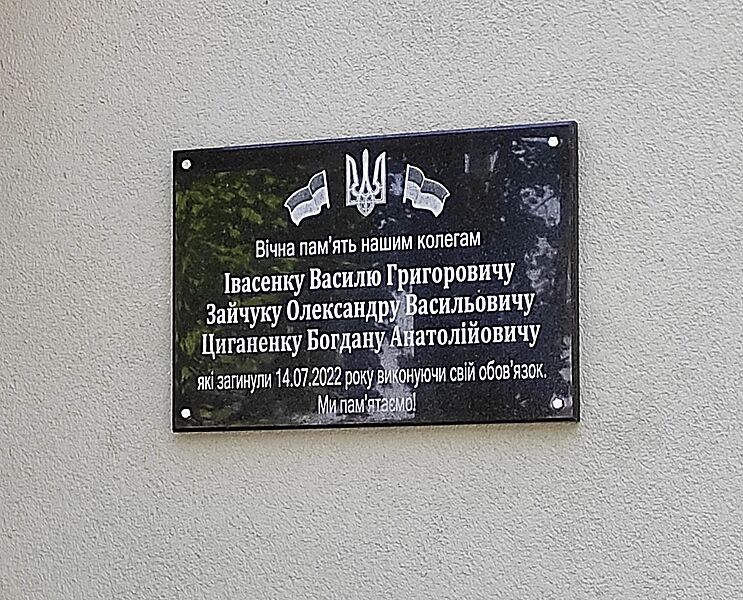 Вічна пам'ять нашим колегам
Івасенку Василю Григоровичу
Зайчуку Олександру Васильовичу
Циганенку Богдану Анатолійовичу
які загинули 14.07.2022 року виконуючи свій обов'язок.
Ми пам'ятаємо!